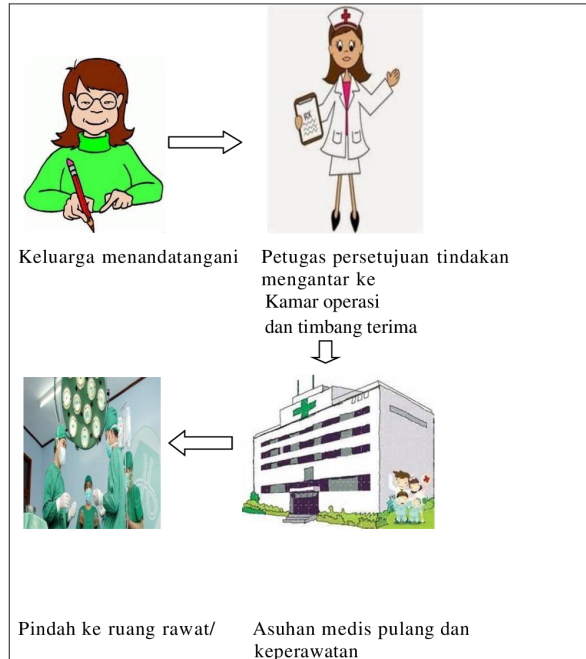 RX
Keluarga menandatangani Petugas persetujuan tindakan
mengantar ke
Kamar operasi
dan timbang terima
Pindah ke ruang rawat/ Asuhan medis pulang dan
keperawatan